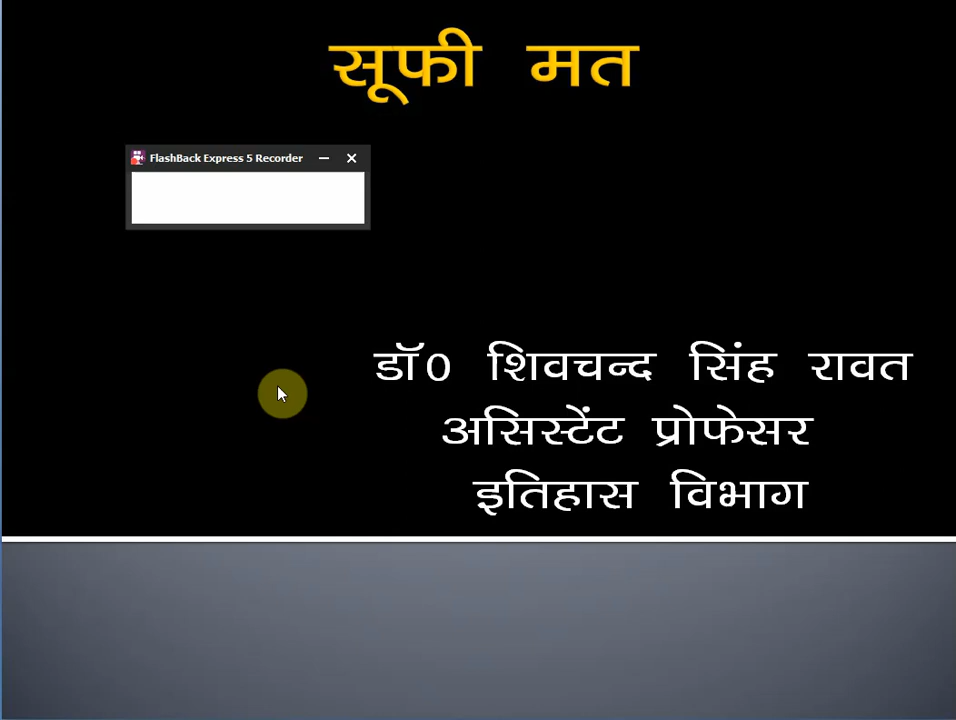 सूफी मत
FlashBack Express 5 Recorder
डॉ0 शिवचन्द सिंह रावत
असिस्टेंट प्रोफेसर
इतिहास विभाग